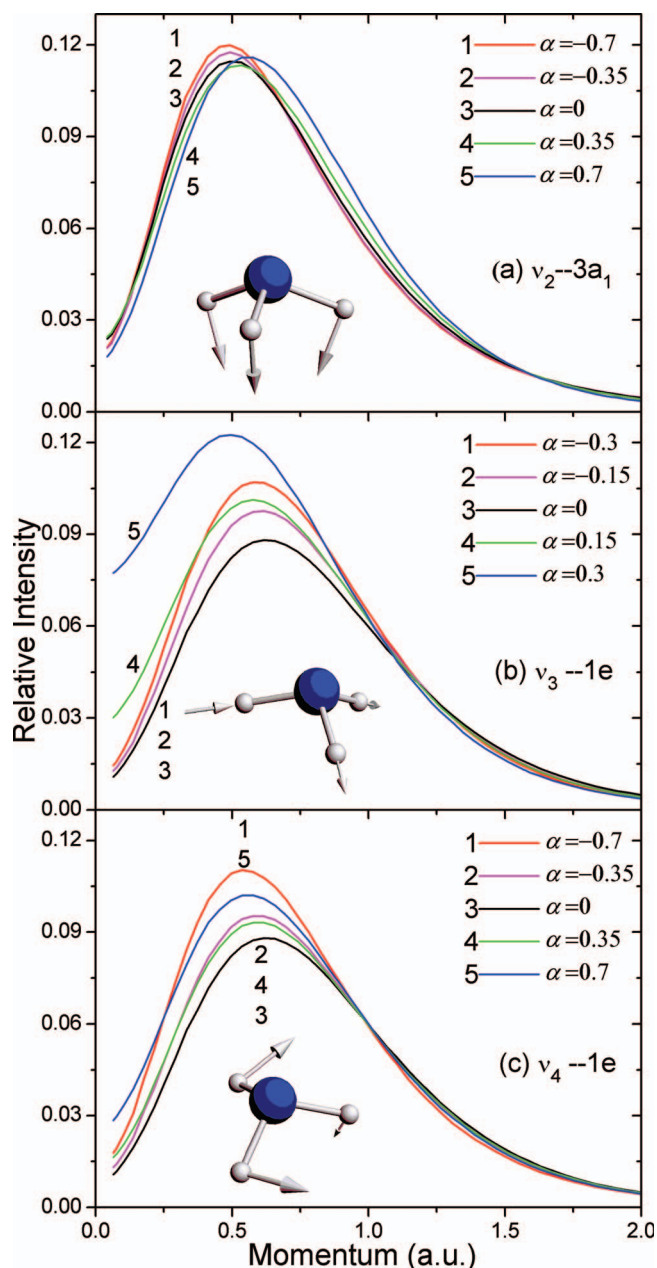 Relative Intensity
0.12
0.09
0.06
0.03
0.00
1
2
3
4
5
1 α=−0.7
2 α=−0.35
3 α=0
4 α=0.35
5 α=0.7
(a) ν₂--3a₁
0.12
0.09
0.06
0.03
0.00
5
4
1
2
3
1 α=−0.3
2 α=−0.15
3 α=0
4 α=0.15
5 α=0.3
(b) ν₃ --1e
0.12
0.09
0.06
0.03
0.00
1
5
2
4
3
1 α=−0.7
2 α=−0.35
3 α=0
4 α=0.35
5 α=0.7
(c) ν₄ --1e
0.0 0.5 1.0 1.5 2.0
Momentum (a.u.)